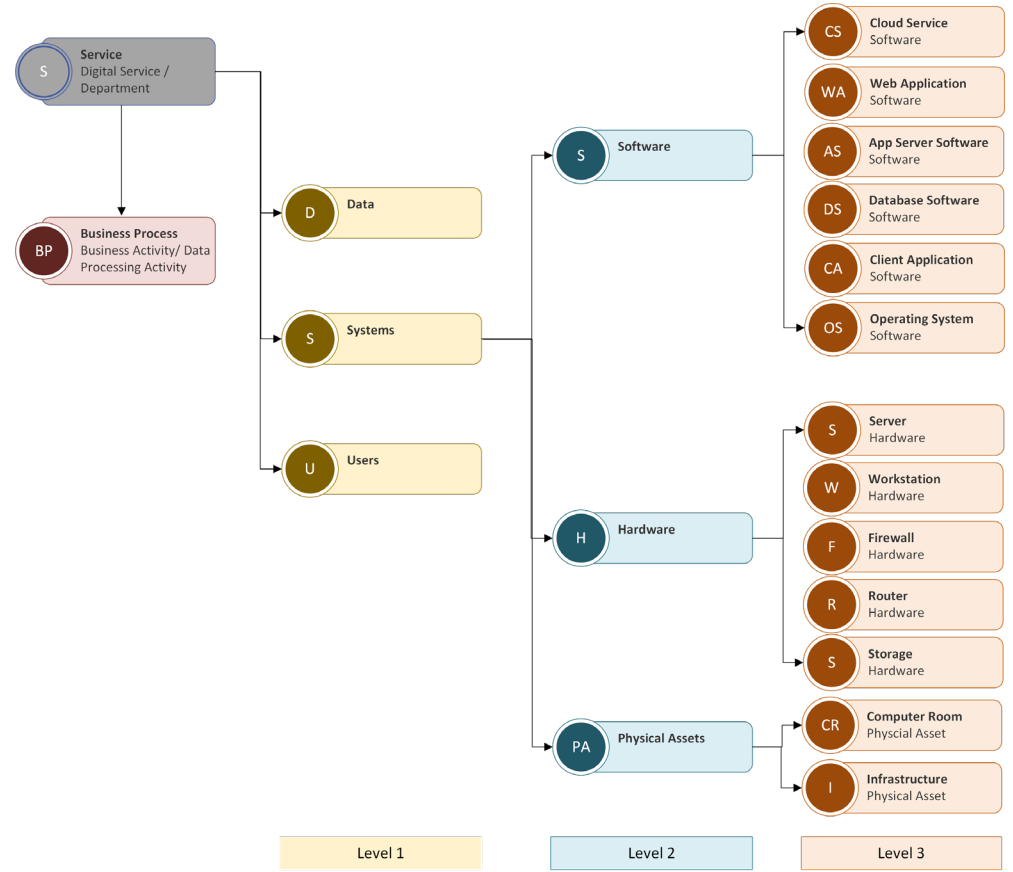 S
Service
Digital Service /
Department
BP
Business Process
Business Activity/ Data
Processing Activity
D
Data
S
Systems
U
Users
S
Software
H
Hardware
PA
Physical Assets
CS
Cloud Service
Software
WA
Web Application
Software
AS
App Server Software
Software
DS
Database Software
Software
CA
Client Application
Software
OS
Operating System
Software
S
Server
Hardware
W
Workstation
Hardware
F
Firewall
Hardware
R
Router
Hardware
S
Storage
Hardware
CR
Computer Room
Physcial Asset
I
Infrastructure
Physical Asset
Level 1
Level 2
Level 3